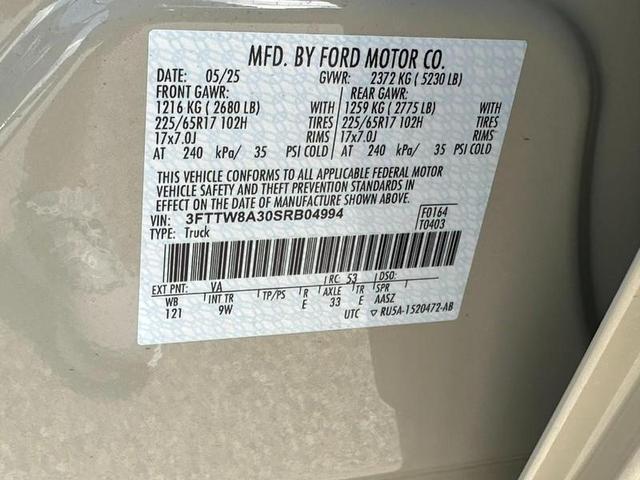 MFD. BY FORD MOTOR CO.
DATE: 05/25 GVWR: 2372 KG ( 5230 LB)
FRONT GAWR: REAR GAWR:
1216 KG ( 2680 LB) WITH 1259 KG ( 2775 LB) WITH
225/65R17 102H TIRES 225/65R17 102H TIRES
17x7.0J RIMS 17x7.0J RIMS
AT 240 kPa/ 35 PSI COLD AT 240 kPa/ 35 PSI COLD
THIS VEHICLE CONFORMS TO ALL APPLICABLE FEDERAL MOTOR
VEHICLE SAFETY AND THEFT PREVENTION STANDARDS IN
EFFECT ON THE DATE OF MANUFACTURE SHOWN ABOVE.
VIN: 3FTTW8A30SRB04994 F0164
TYPE: Truck T0403
EXT PNT: VA RC: 53 DSO:
WB INT TR TP/PS R AXLE TR SPR
121 9W E 33 E AASZ
UTC ▽ RU5A-1520472-AB